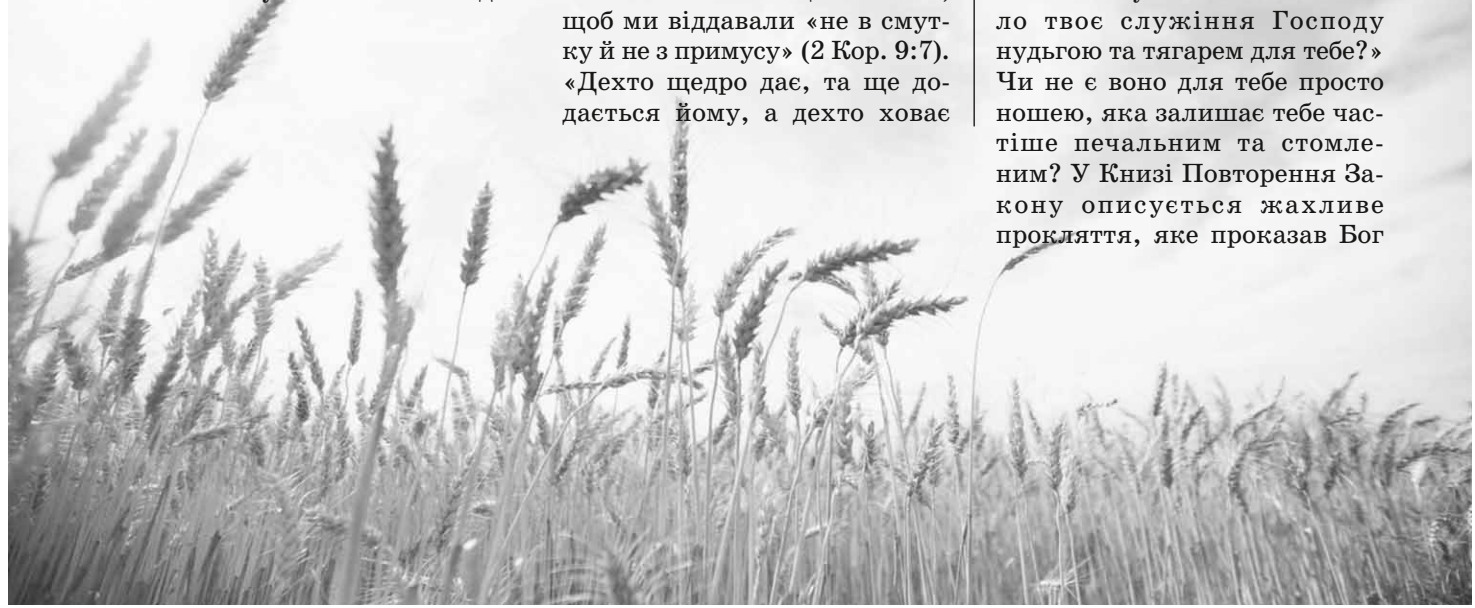 щоб ми віддавали «не в смут-
ку й не з примусу» (2 Кор. 9:7).
«Дехто щедро дає, та ще до-
дається йому, а дехто ховає
ло твоє служіння Господу
нудьгою та тягарем для тебе?»
Чи не є воно для тебе просто
ношею, яка залишає тебе час-
тіше печальним та стомле-
ним? У Книзі Повторення За-
кону описується жахливе
прокляття, яке проказав Бог